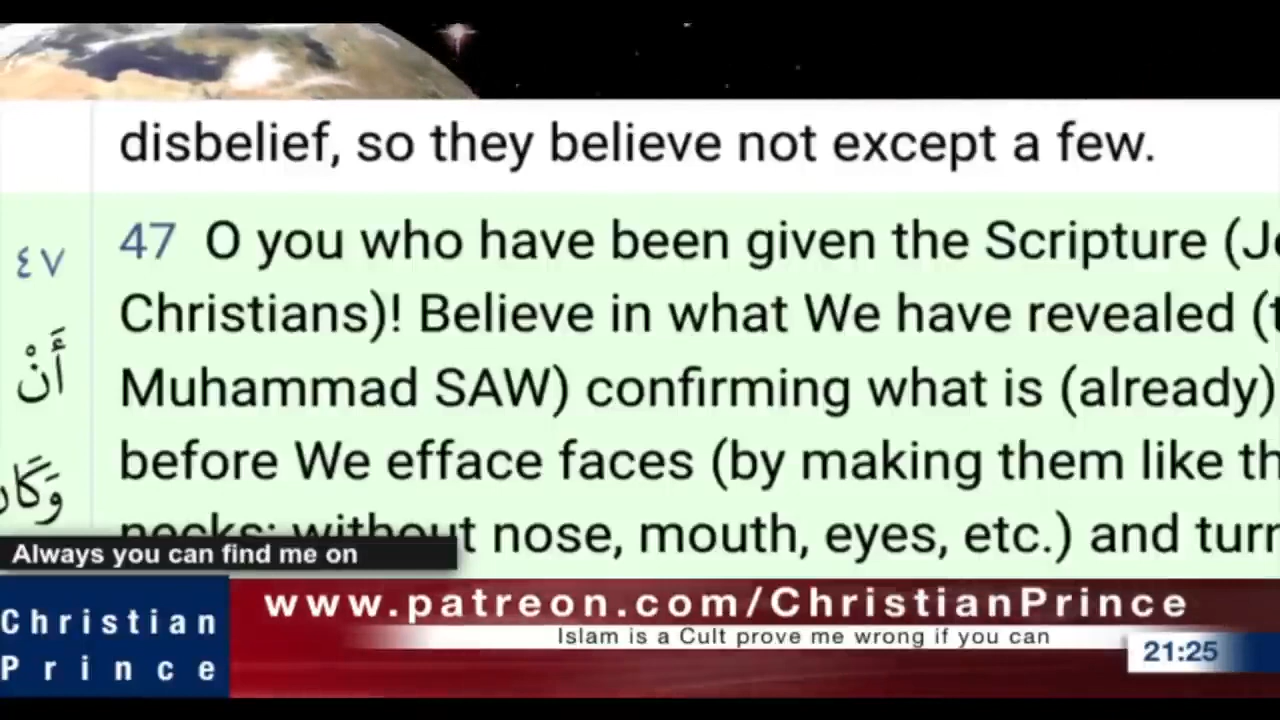 disbelief, so they believe not except a few.
٤٧
47 O you who have been given the Scripture
Christians)! Believe in what We have revealed
أَنْ
Muhammad SAW) confirming what is (already)
before We efface faces (by making them like
necks; without nose, mouth, eyes, etc.) and
Always you can find me on
www.patreon.com/ChristianPrince
Islam is a Cult prove me wrong if you can
Christian
Prince
21:25